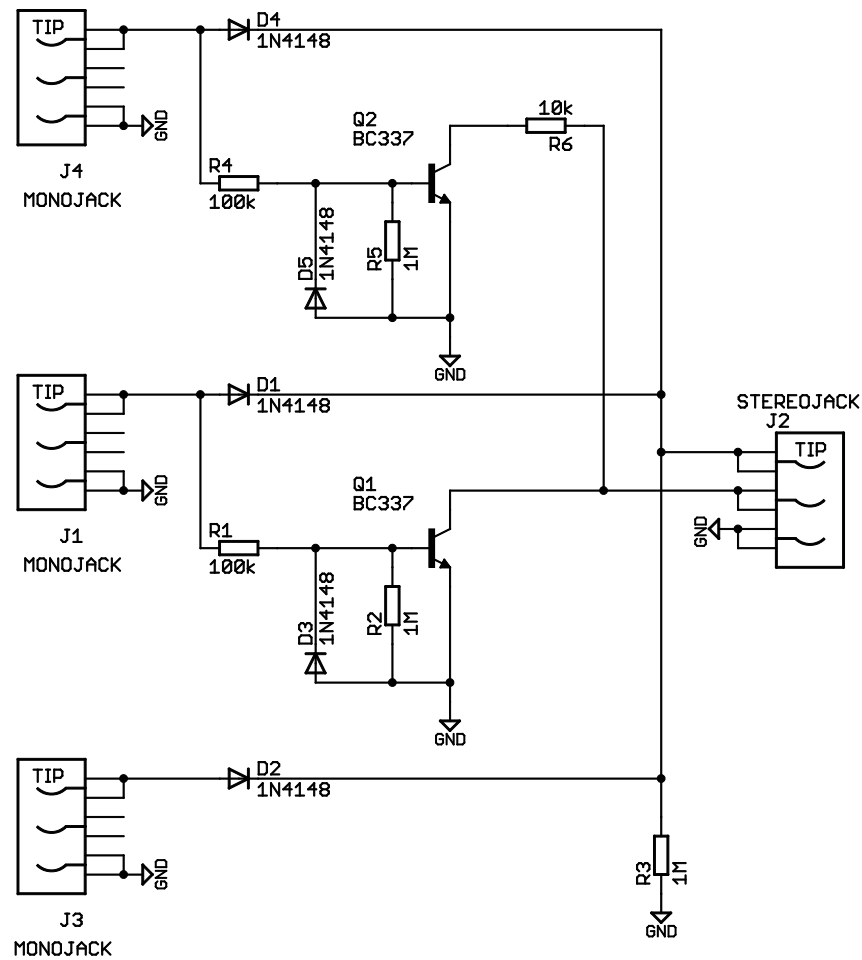 TIP
D4
1N4148
GND
J4
MONOJACK
Q2
BC337
10k
R6
R4
100k
D5
1N4148
R5
1M
GND
TIP
D1
1N4148
GND
J1
MONOJACK
STEREOJACK
J2
TIP
GND
Q1
BC337
R1
100k
D3
1N4148
R2
1M
GND
TIP
D2
1N4148
GND
J3
MONOJACK
R3
1M
GND